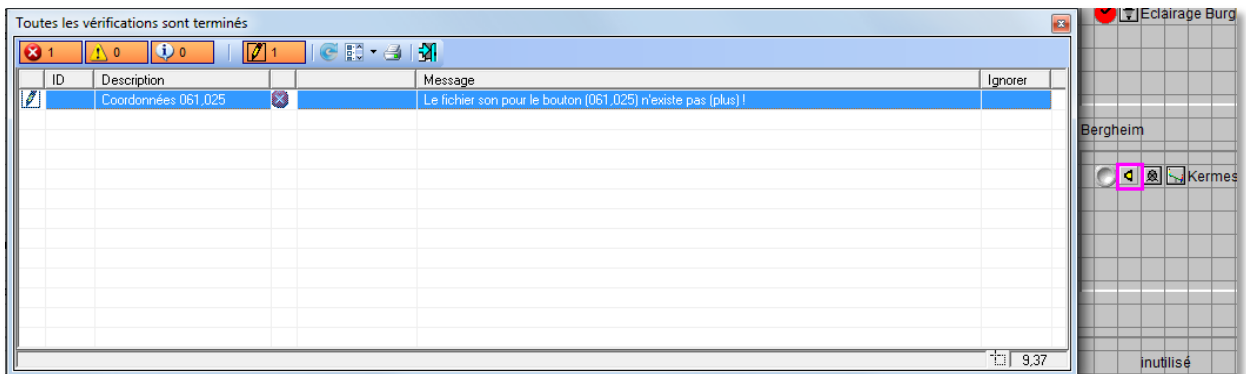 Toutes les vérifications sont terminés
Eclairage Burg
1 0 0 1
ID Description Message Ignorer
Coordonnées 061,025 Le fichier son pour le bouton (061,025) n'existe pas (plus) !
Bergheim
Kermes
9,37
inutilisé